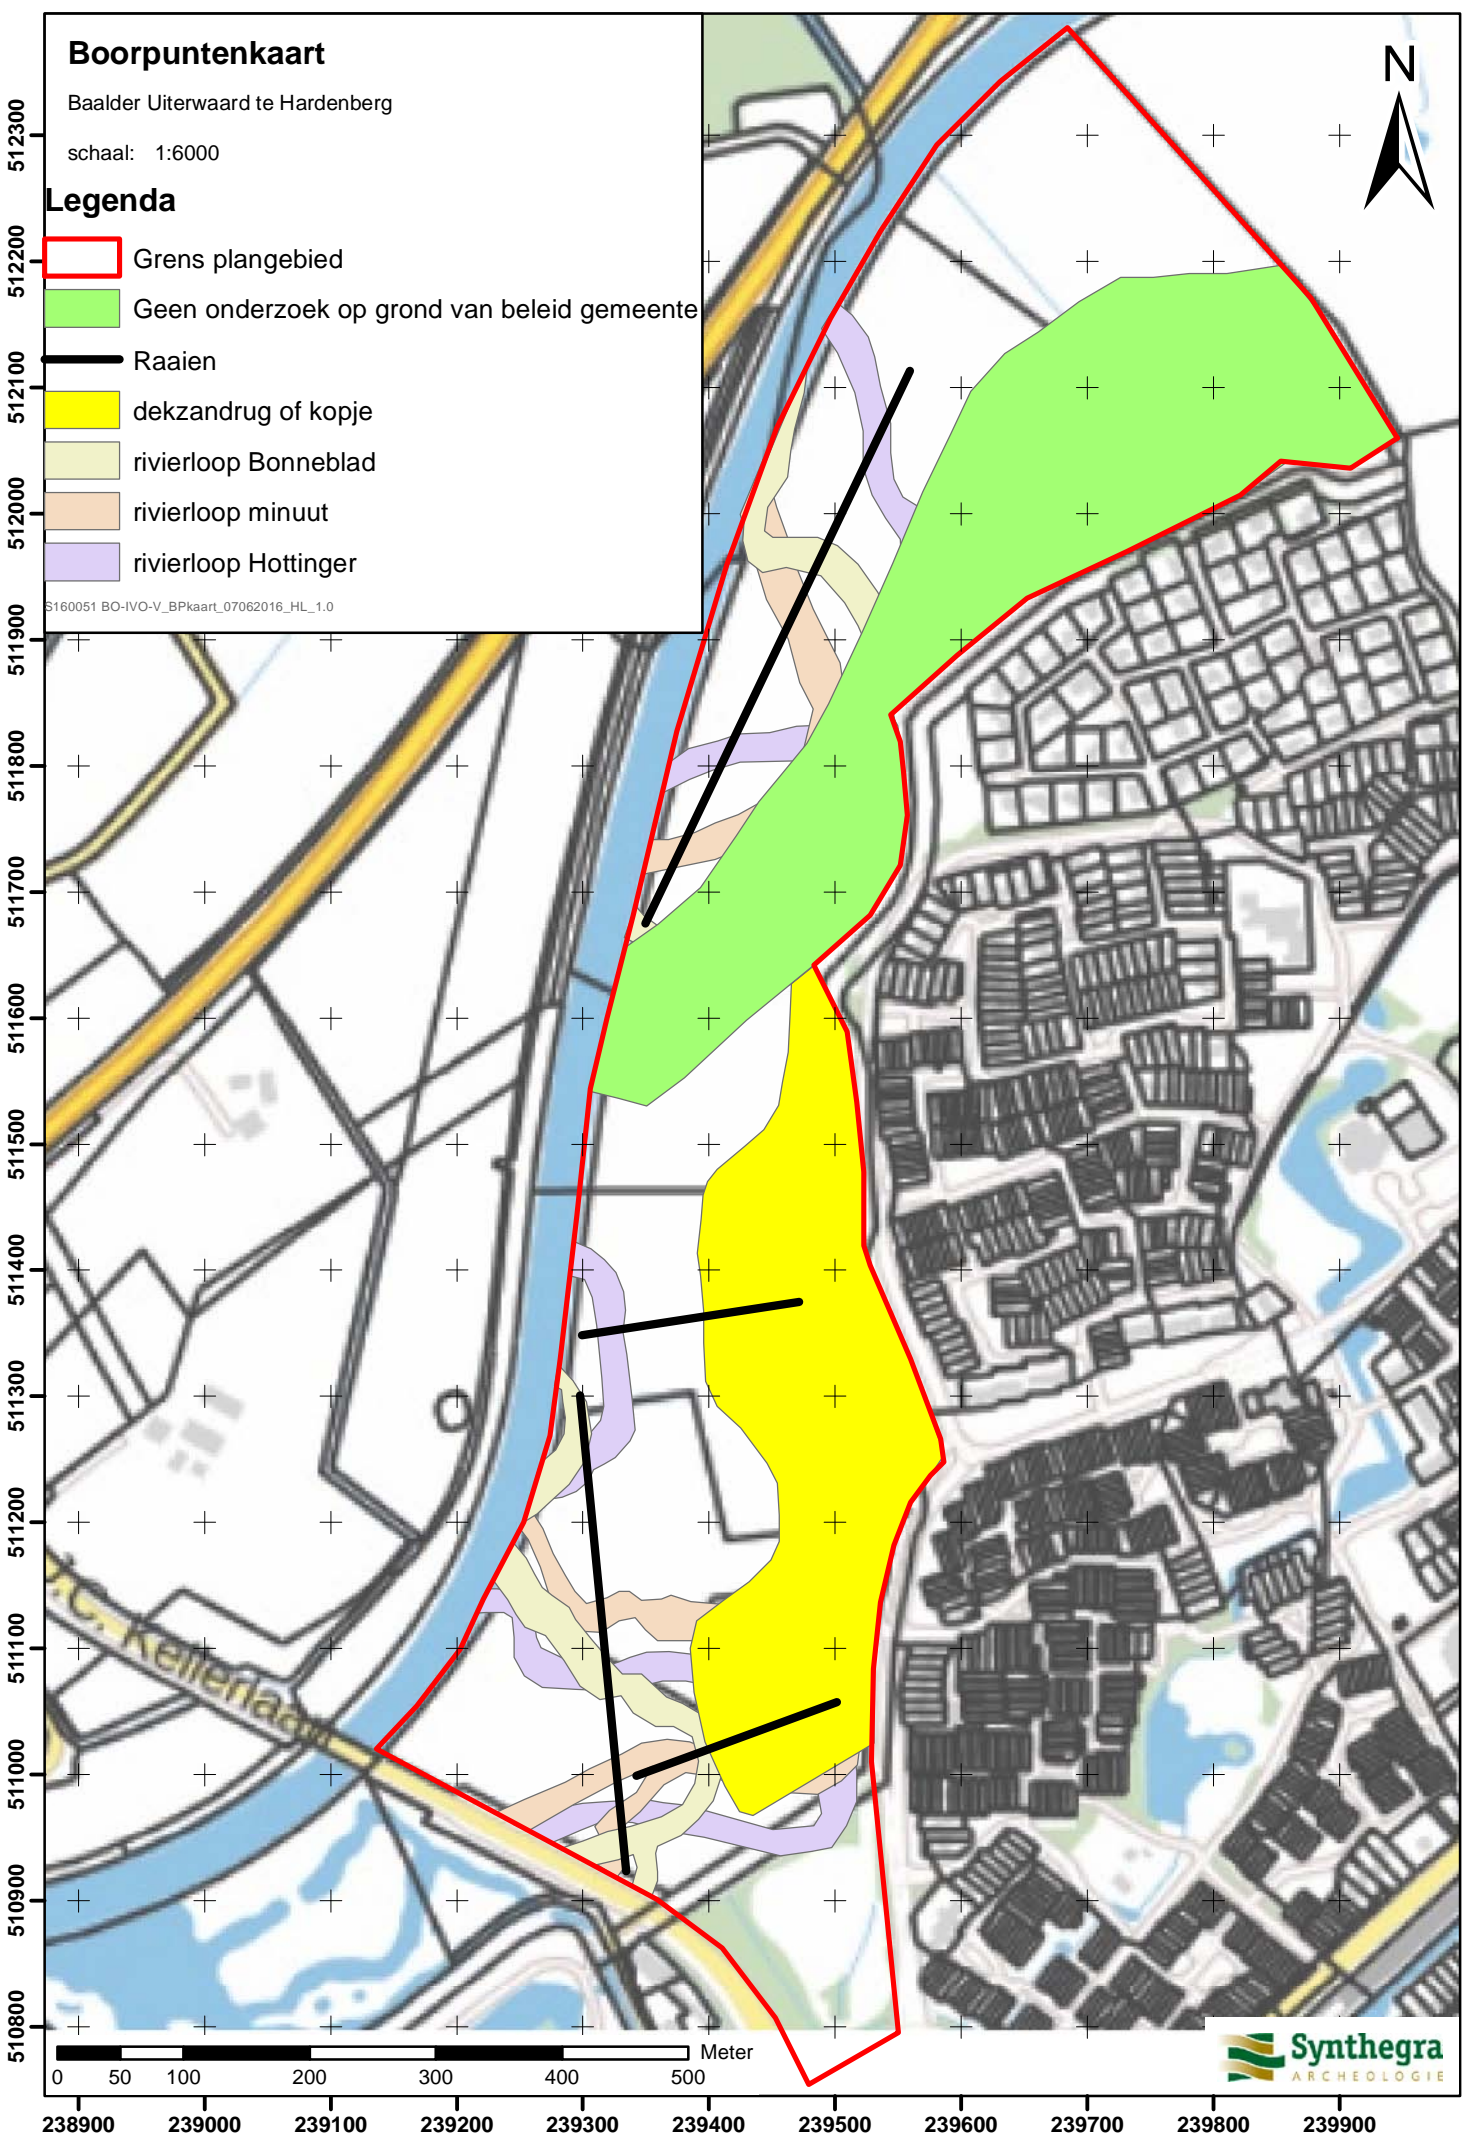 Boorpuntenkaart
Baalder Uiterwaard te Hardenberg
schaal: 1:6000
Legenda
Grens plangebied
Geen onderzoek op grond van beleid gemeente
Raaien
dekzandrug of kopje
rivierloop Bonneblad
rivierloop minuut
rivierloop Hottinger
S160051 BO-IVO-V_BPkaart_07062016_HL_1.0
N
512300
512200
512100
512000
511900
511800
511700
511600
511500
511400
511300
511200
511100
511000
510900
510800
J.C. Kellerlaan
Meter
0 50 100 200 300 400 500
Synthegra
ARCHEOLOGIE
238900 239000 239100 239200 239300 239400 239500 239600 239700 239800 239900